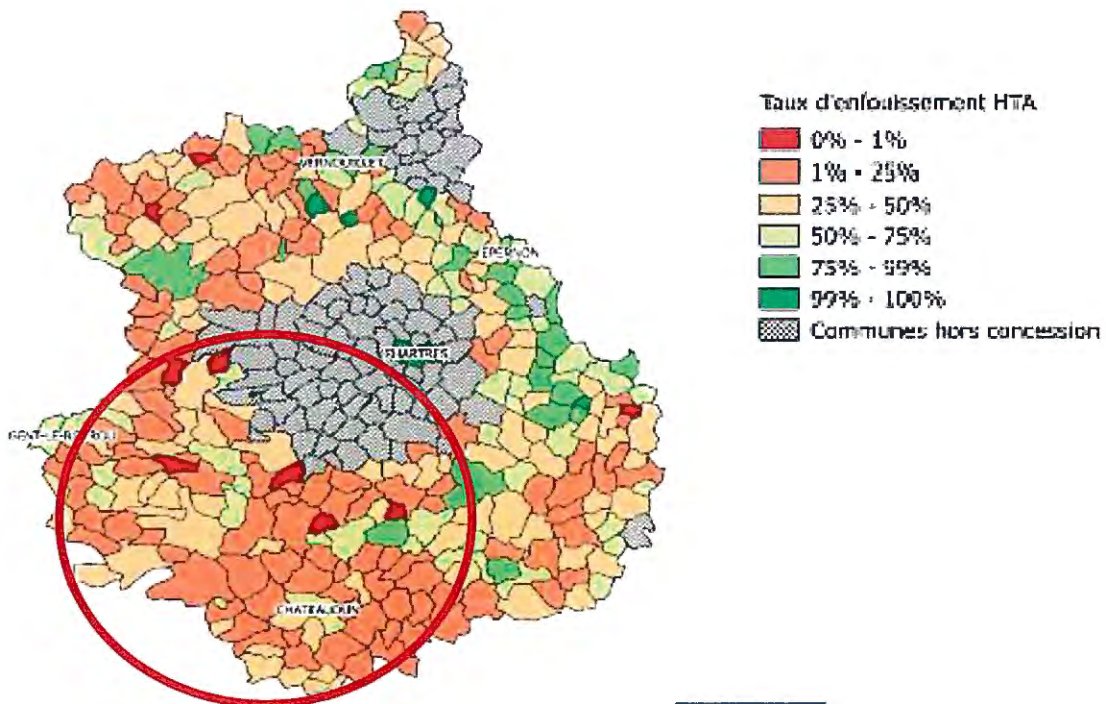 Taux d'enfouissement HTA
0% - 1%
1% - 25%
25% - 50%
50% - 75%
75% - 99%
99% - 100%
Communes hors concession
VERNOUILLET
EPERNON
CHARTRES
CHATEAUDUN